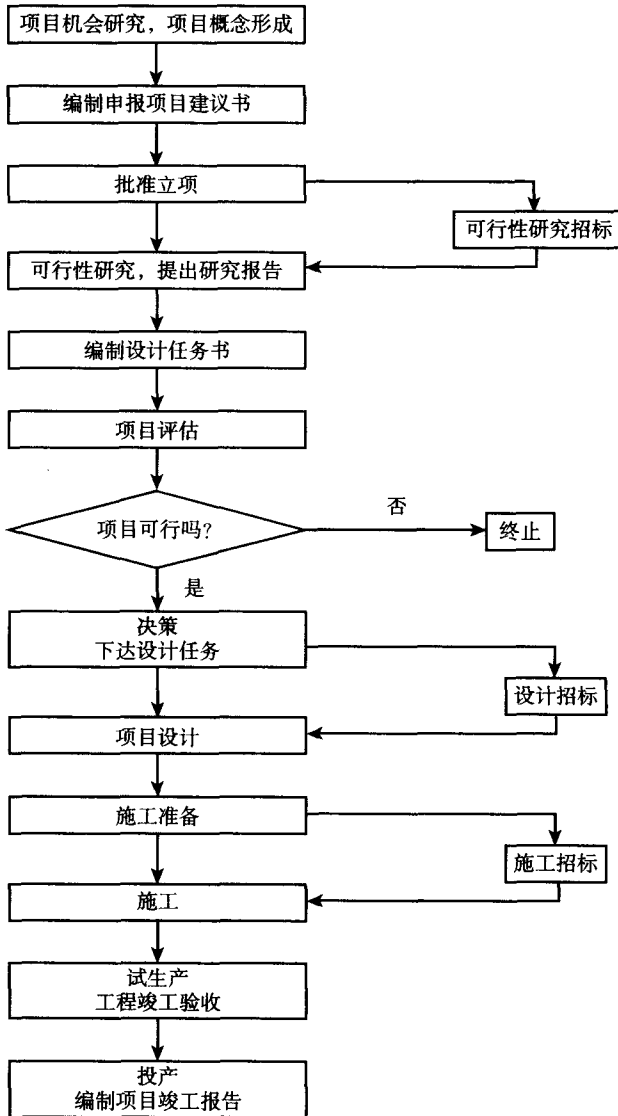 项目机会研究，项目概念形成
编制申报项目建议书
批准立项
可行性研究招标
可行性研究，提出研究报告
编制设计任务书
项目评估
项目可行吗?
否
终止
是
决策
下达设计任务
设计招标
项目设计
施工准备
施工招标
施工
试生产
工程竣工验收
投产
编制项目竣工报告